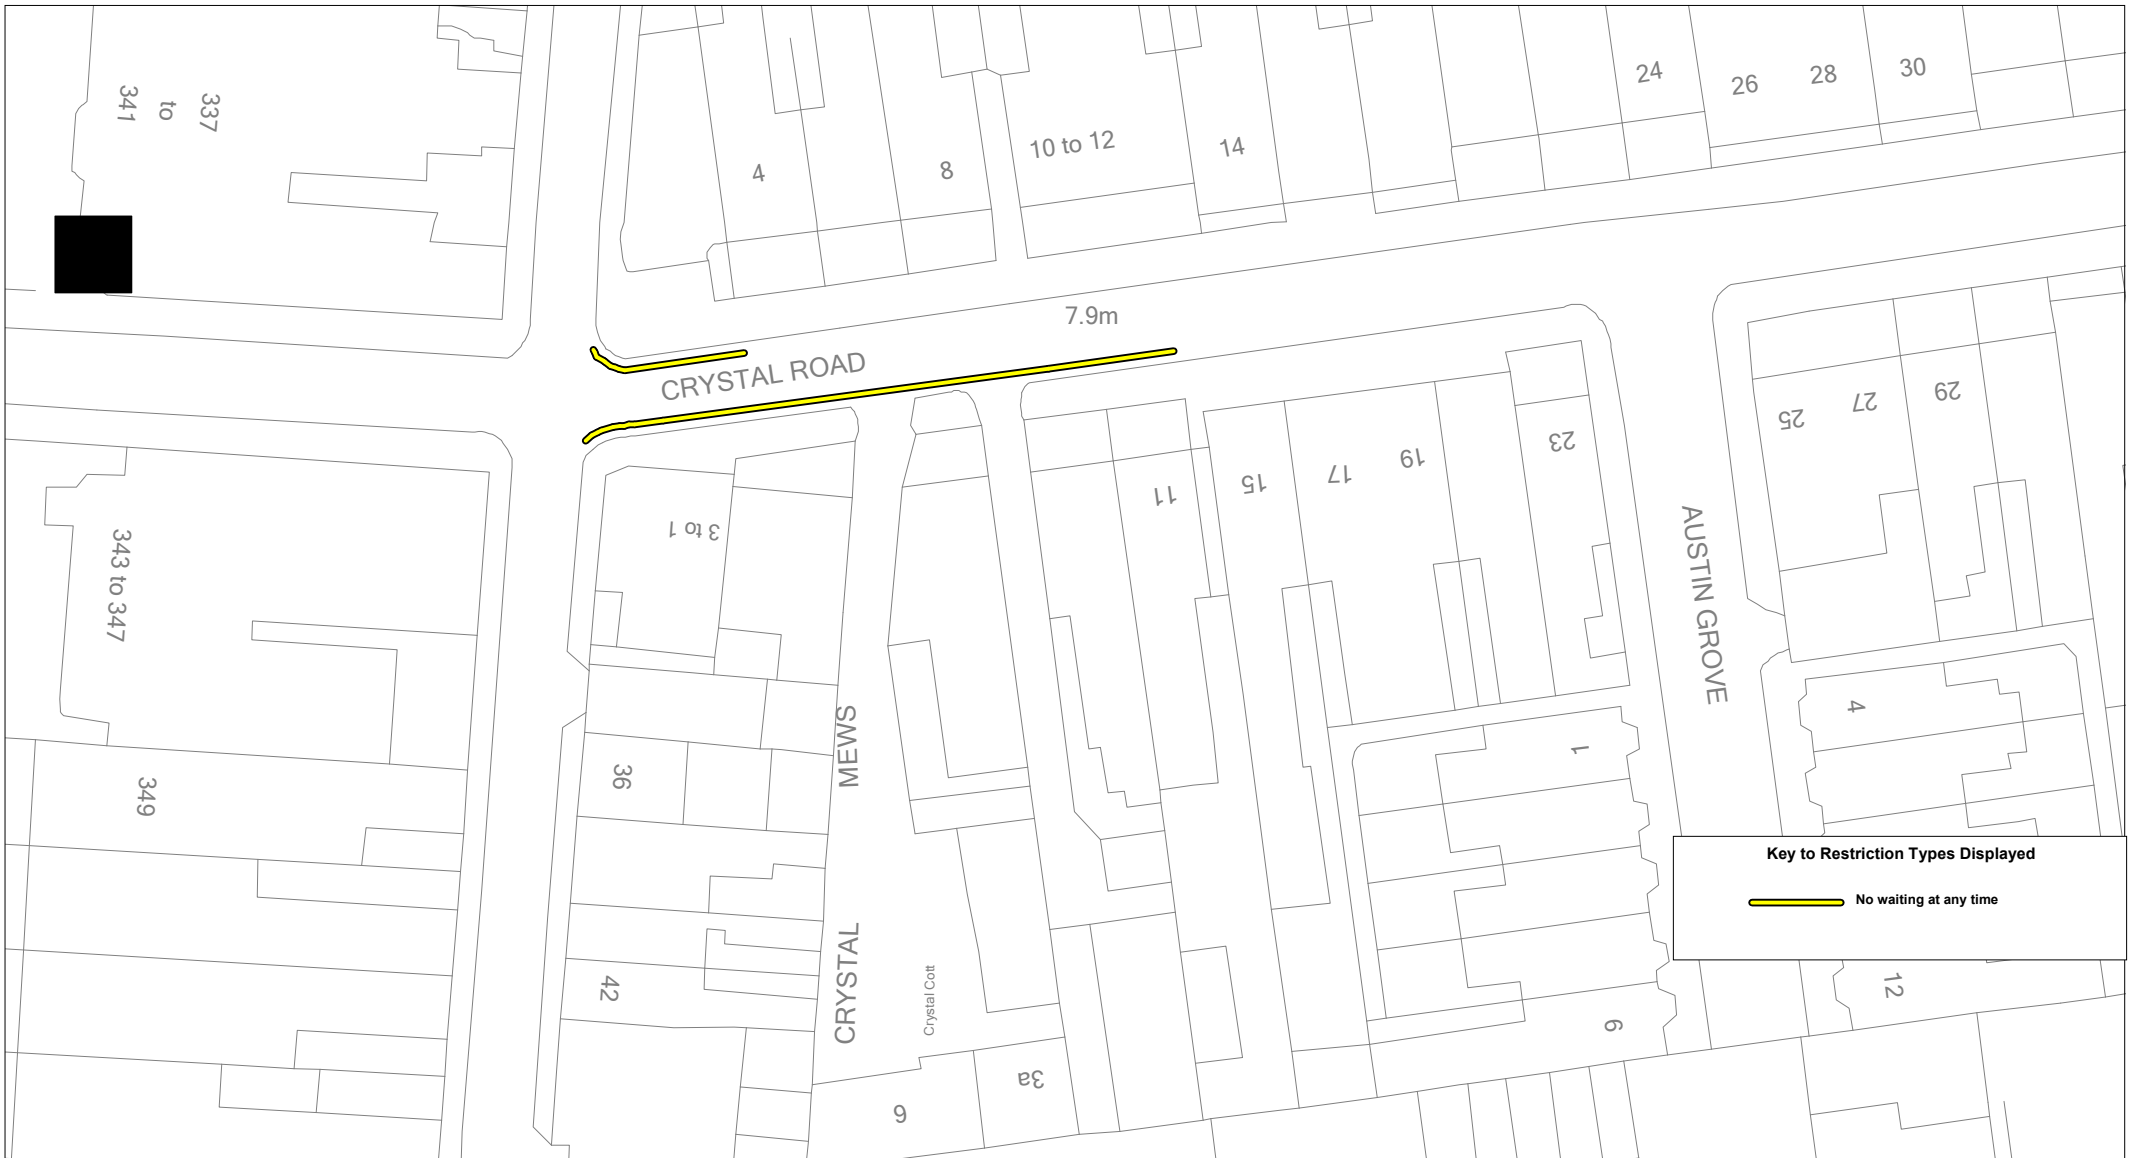 341
to
337
4
8
10 to 12
14
24
26
28
30
7.9m
CRYSTAL ROAD
3 to 1
11
15
17
19
23
25
27
29
AUSTIN GROVE
343 to 347
349
36
42
CRYSTAL MEWS
Crystal Cott
3a
9
1
6
4
12
Key to Restriction Types Displayed
No waiting at any time